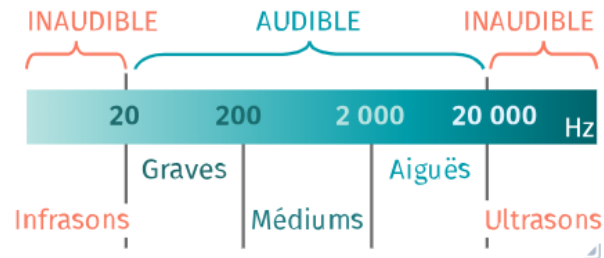 INAUDIBLE AUDIBLE INAUDIBLE
20 200 2 000 20 000 Hz
Graves Aiguës
Infrasons Médiums Ultrasons